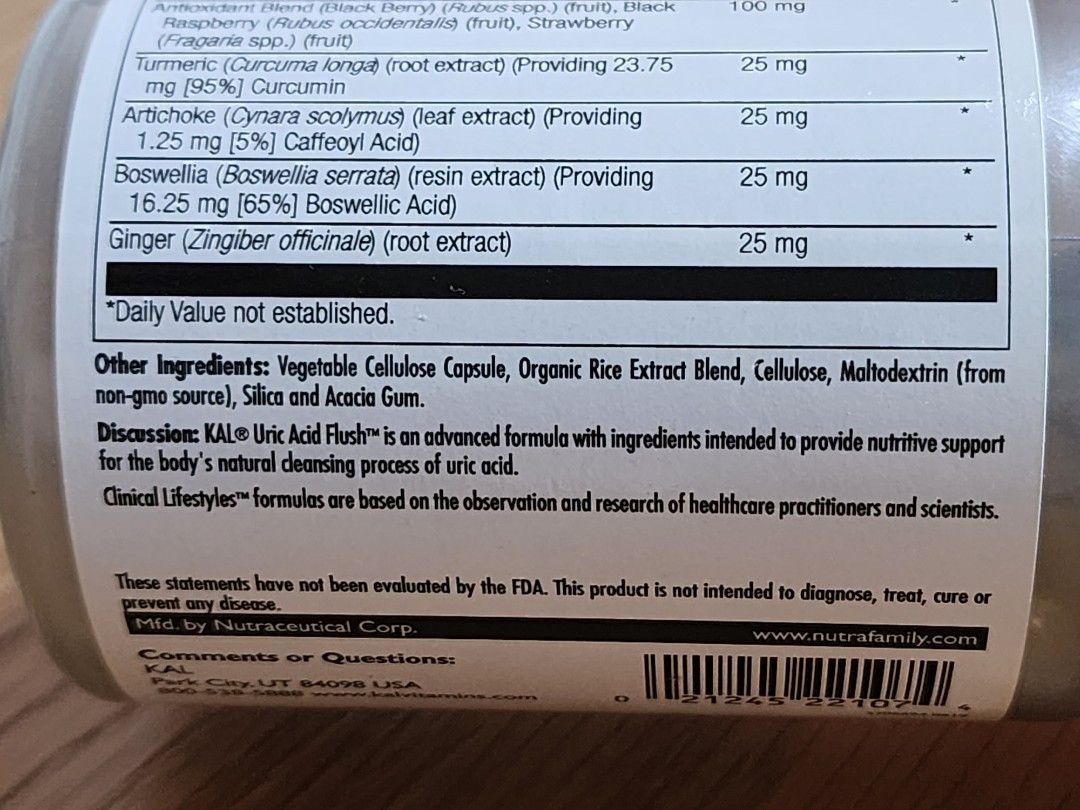 Antioxidant Blend (Black Berry) (Rubus spp.) (fruit), Black 100 mg *
Raspberry (Rubus occidentalis) (fruit), Strawberry
(Fragaria spp.) (fruit)
Turmeric (Curcuma longa) (root extract) (Providing 23.75 25 mg *
mg [95%] Curcumin
Artichoke (Cynara scolymus) (leaf extract) (Providing 25 mg *
1.25 mg [5%] Caffeoyl Acid)
Boswellia (Boswellia serrata) (resin extract) (Providing 25 mg *
16.25 mg [65%] Boswellic Acid)
Ginger (Zingiber officinale) (root extract) 25 mg *
*Daily Value not established.
Other Ingredients: Vegetable Cellulose Capsule, Organic Rice Extract Blend, Cellulose, Maltodextrin (from
non-gmo source), Silica and Acacia Gum.
Discussion: KAL® Uric Acid Flush™ is an advanced formula with ingredients intended to provide nutritive support
for the body's natural cleansing process of uric acid.
Clinical Lifestyles™ formulas are based on the observation and research of healthcare practitioners and scientists.
These statements have not been evaluated by the FDA. This product is not intended to diagnose, treat, cure or
prevent any disease.
Mfd. by Nutraceutical Corp. www.nutrafamily.com
Comments or Questions:
KAL
Park City, UT 84098 USA
www.kalvitamins.com
0 21245 22107 4